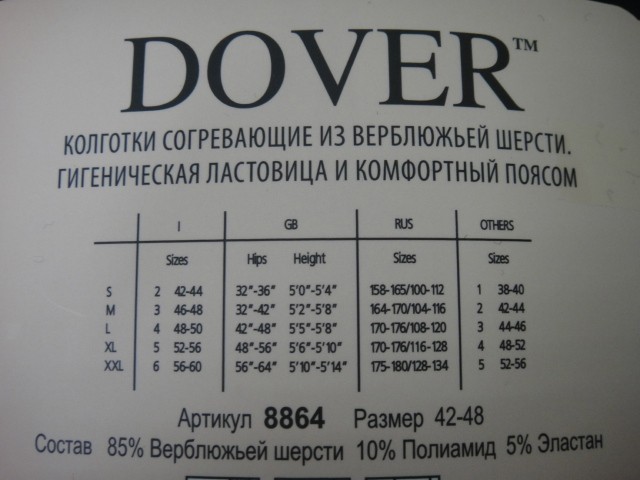 DOVER™
КОЛГОТКИ СОГРЕВАЮЩИЕ ИЗ ВЕРБЛЮЖЬЕЙ ШЕРСТИ.
ГИГЕНИЧЕСКАЯ ЛАСТОВИЦА И КОМФОРТНЫЙ ПОЯСОМ
I GB RUS OTHERS
Sizes Hips Height Sizes Sizes
S 2 42-44 32"-36" 5'0"-5'4" 158-165/100-112 1 38-40
M 3 46-48 32"-42" 5'2"-5'8" 164-170/104-116 2 42-44
L 4 48-50 42"-48" 5'5"-5'8" 170-176/108-120 3 44-46
XL 5 52-56 48"-56" 5'6"-5'10" 170-176/116-128 4 48-52
XXL 6 56-60 56"-64" 5'10"-5'14" 175-180/128-134 5 52-56
Артикул 8864 Размер 42-48
Состав 85% Верблюжьей шерсти 10% Полиамид 5% Эластан